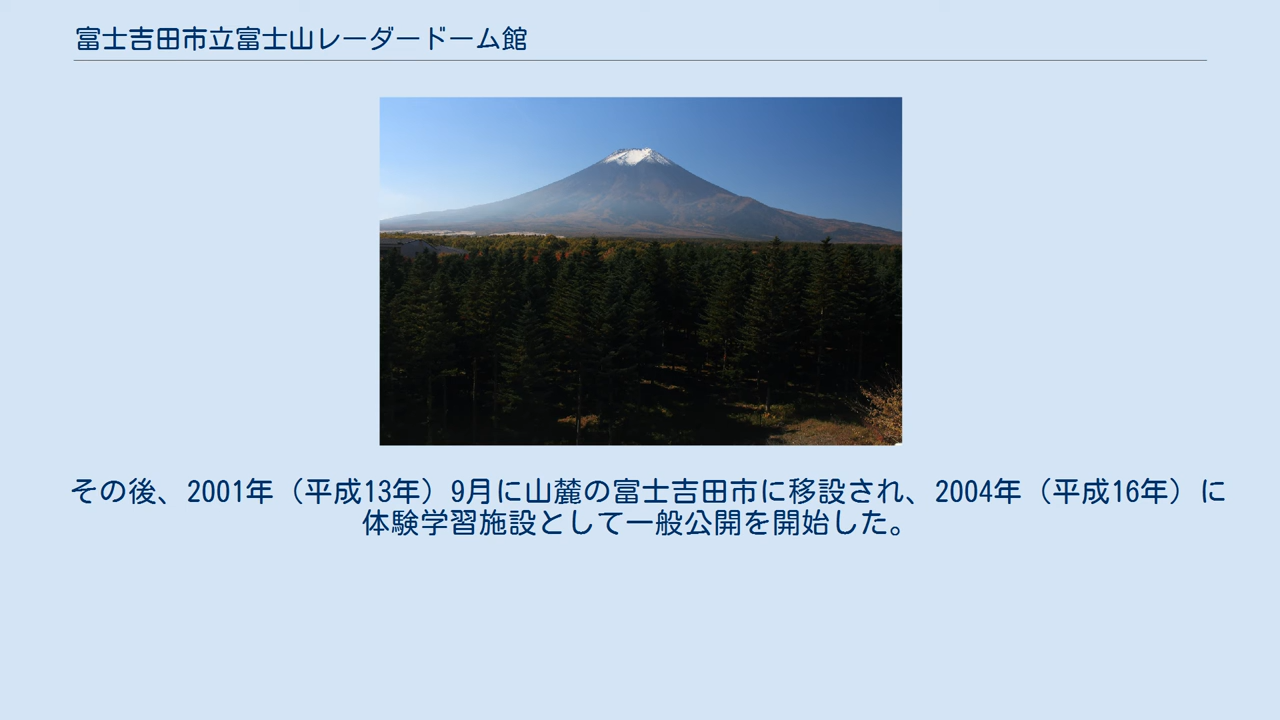 富士吉田市立富士山レーダードーム館
その後、2001年（平成13年）9月に山麓の富士吉田市に移設され、2004年（平成16年）に
体験学習施設として一般公開を開始した。